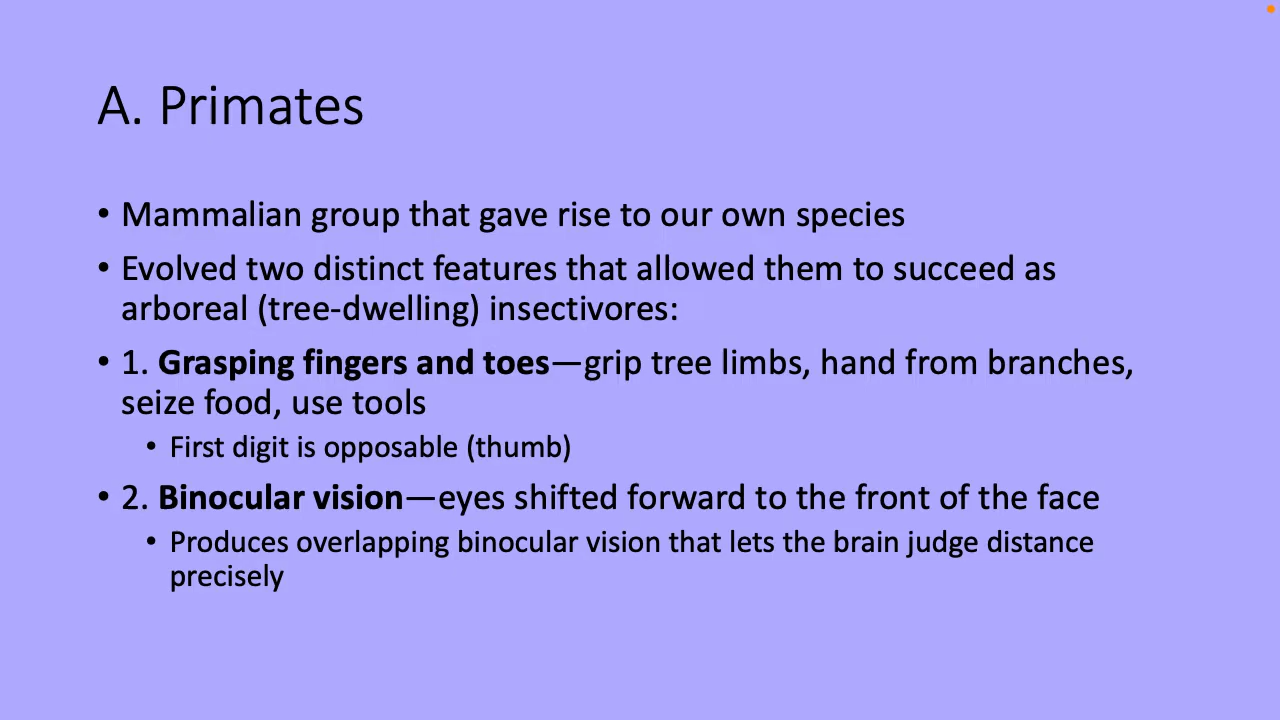 A. Primates
• Mammalian group that gave rise to our own species
• Evolved two distinct features that allowed them to succeed as
arboreal (tree-dwelling) insectivores:
• 1. Grasping fingers and toes—grip tree limbs, hand from branches,
seize food, use tools
• First digit is opposable (thumb)
• 2. Binocular vision—eyes shifted forward to the front of the face
• Produces overlapping binocular vision that lets the brain judge distance
precisely